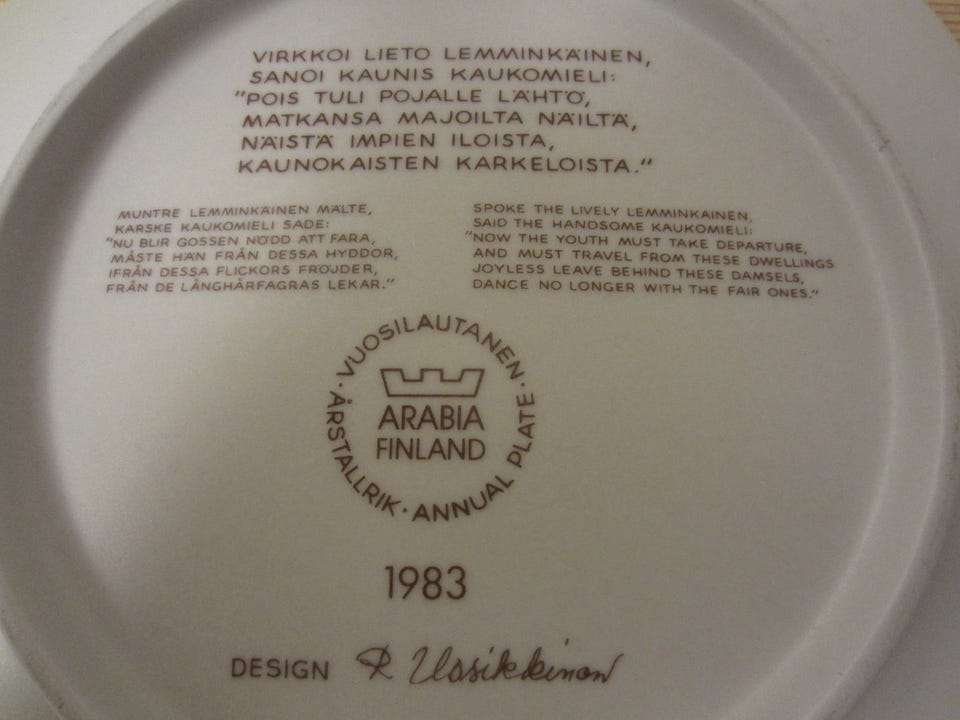 VIRKKOI LIETO LEMMINKÄINEN,
SANOI KAUNIS KAUKOMIELI:
"POIS TULI POJALLE LÄHTÖ,
MATKANSA MAJOILTA NÄILTÄ,
NÄISTÄ IMPIEN ILOISTA,
KAUNOKAISTEN KARKELOISTA."
MUNTRE LEMMINKÄINEN MÄLTE,
KARSKE KAUKOMIELI SADE:
"NU BLIR GOSSEN NÖDD ATT FARA,
MÅSTE HÄN FRÅN DESSA HYDDOR,
IFRÅN DESSA FLICKORS FRÖJDER,
FRÅN DE LÅNGHÅRFAGRAS LEKAR."
SPOKE THE LIVELY LEMMINKAINEN,
SAID THE HANDSOME KAUKOMIELI:
"NOW THE YOUTH MUST TAKE DEPARTURE,
AND MUST TRAVEL FROM THESE DWELLINGS
JOYLESS LEAVE BEHIND THESE DAMSELS,
DANCE NO LONGER WITH THE FAIR ONES."
· VUOSILAUTANEN · ANNUAL PLATE · ÅRSTALLRIK
ARABIA
FINLAND
1983
DESIGN R Uosikkinen